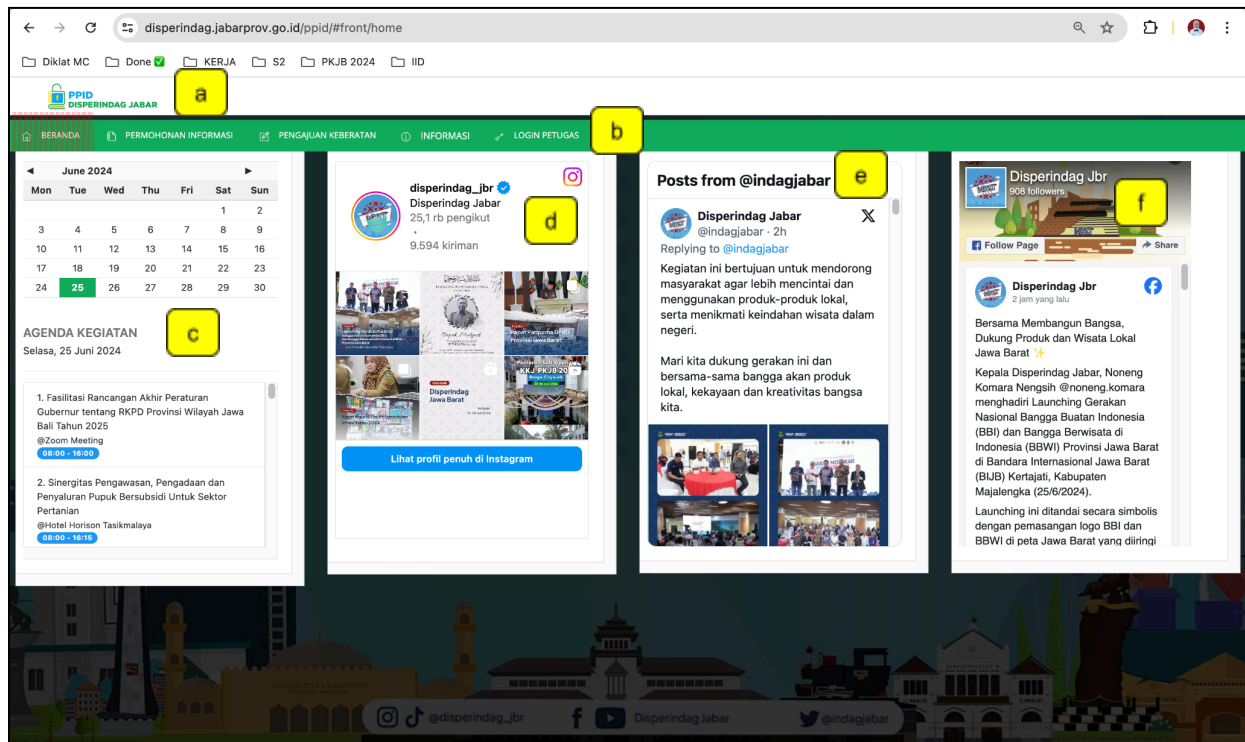 disperindag.jabarprov.go.id/ppid/#front/home
Diklat MC Done ✅ KERJA S2 PKJB 2024 IID
PPID
DISPERINDAG JABAR
a
BERANDA PERMOHONAN INFORMASI PENGAJUAN KEBERATAN INFORMASI LOGIN PETUGAS
b
◄ June 2024 ►
Mon Tue Wed Thu Fri Sat Sun
1 2
3 4 5 6 7 8 9
10 11 12 13 14 15 16
17 18 19 20 21 22 23
24 25 26 27 28 29 30
AGENDA KEGIATAN
c
Selasa, 25 Juni 2024
1. Fasilitasi Rancangan Akhir Peraturan
Gubernur tentang RKPD Provinsi Wilayah Jawa
Bali Tahun 2025
@Zoom Meeting
08:00 - 16:00
2. Sinergitas Pengawasan, Pengadaan dan
Penyaluran Pupuk Bersubsidi Untuk Sektor
Pertanian
@Hotel Horison Tasikmalaya
08:00 - 16:15
disperindag_jbr
Disperindag Jabar
25,1 rb pengikut
·
9.594 kiriman
d
Rapat Paripurna DPRD
Provinsi Jawa Barat
KKJ PKJB 2024
Disperindag
Jawa Barat
Lihat profil penuh di Instagram
Posts from @indagjabar
e
Disperindag Jabar X
@indagjabar · 2h
Replying to @indagjabar
Kegiatan ini bertujuan untuk mendorong
masyarakat agar lebih mencintai dan
menggunakan produk-produk lokal,
serta menikmati keindahan wisata dalam
negeri.
Mari kita dukung gerakan ini dan
bersama-sama bangga akan produk
lokal, kekayaan dan kreativitas bangsa
kita.
Disperindag Jbr
908 followers
f
Follow Page Share
Disperindag Jbr
2 jam yang lalu
Bersama Membangun Bangsa,
Dukung Produk dan Wisata Lokal
Jawa Barat ✨
Kepala Disperindag Jabar, Noneng
Komara Nengsih @noneng.komara
menghadiri Launching Gerakan
Nasional Bangga Buatan Indonesia
(BBI) dan Bangga Berwisata di
Indonesia (BBWI) Provinsi Jawa Barat
di Bandara Internasional Jawa Barat
(BIJB) Kertajati, Kabupaten
Majalengka (25/6/2024).
Launching ini ditandai secara simbolis
dengan pemasangan logo BBI dan
BBWI di peta Jawa Barat yang diiringi
MASJID RAYA BANDUNG
@disperindag_jbr Disperindag Jabar @indagjabar